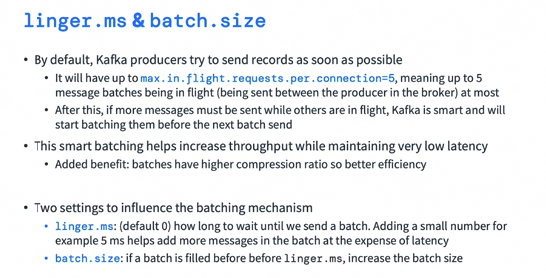 linger.ms & batch.size
• By default, Kafka producers try to send records as soon as possible
• It will have up to max.in.flight.requests.per.connection=5, meaning up to 5
message batches being in flight (being sent between the producer in the broker) at most
• After this, if more messages must be sent while others are in flight, Kafka is smart and will
start batching them before the next batch send
• This smart batching helps increase throughput while maintaining very low latency
• Added benefit: batches have higher compression ratio so better efficiency
• Two settings to influence the batching mechanism
• linger.ms: (default 0) how long to wait until we send a batch. Adding a small number for
example 5 ms helps add more messages in the batch at the expense of latency
• batch.size: if a batch is filled before before linger.ms, increase the batch size